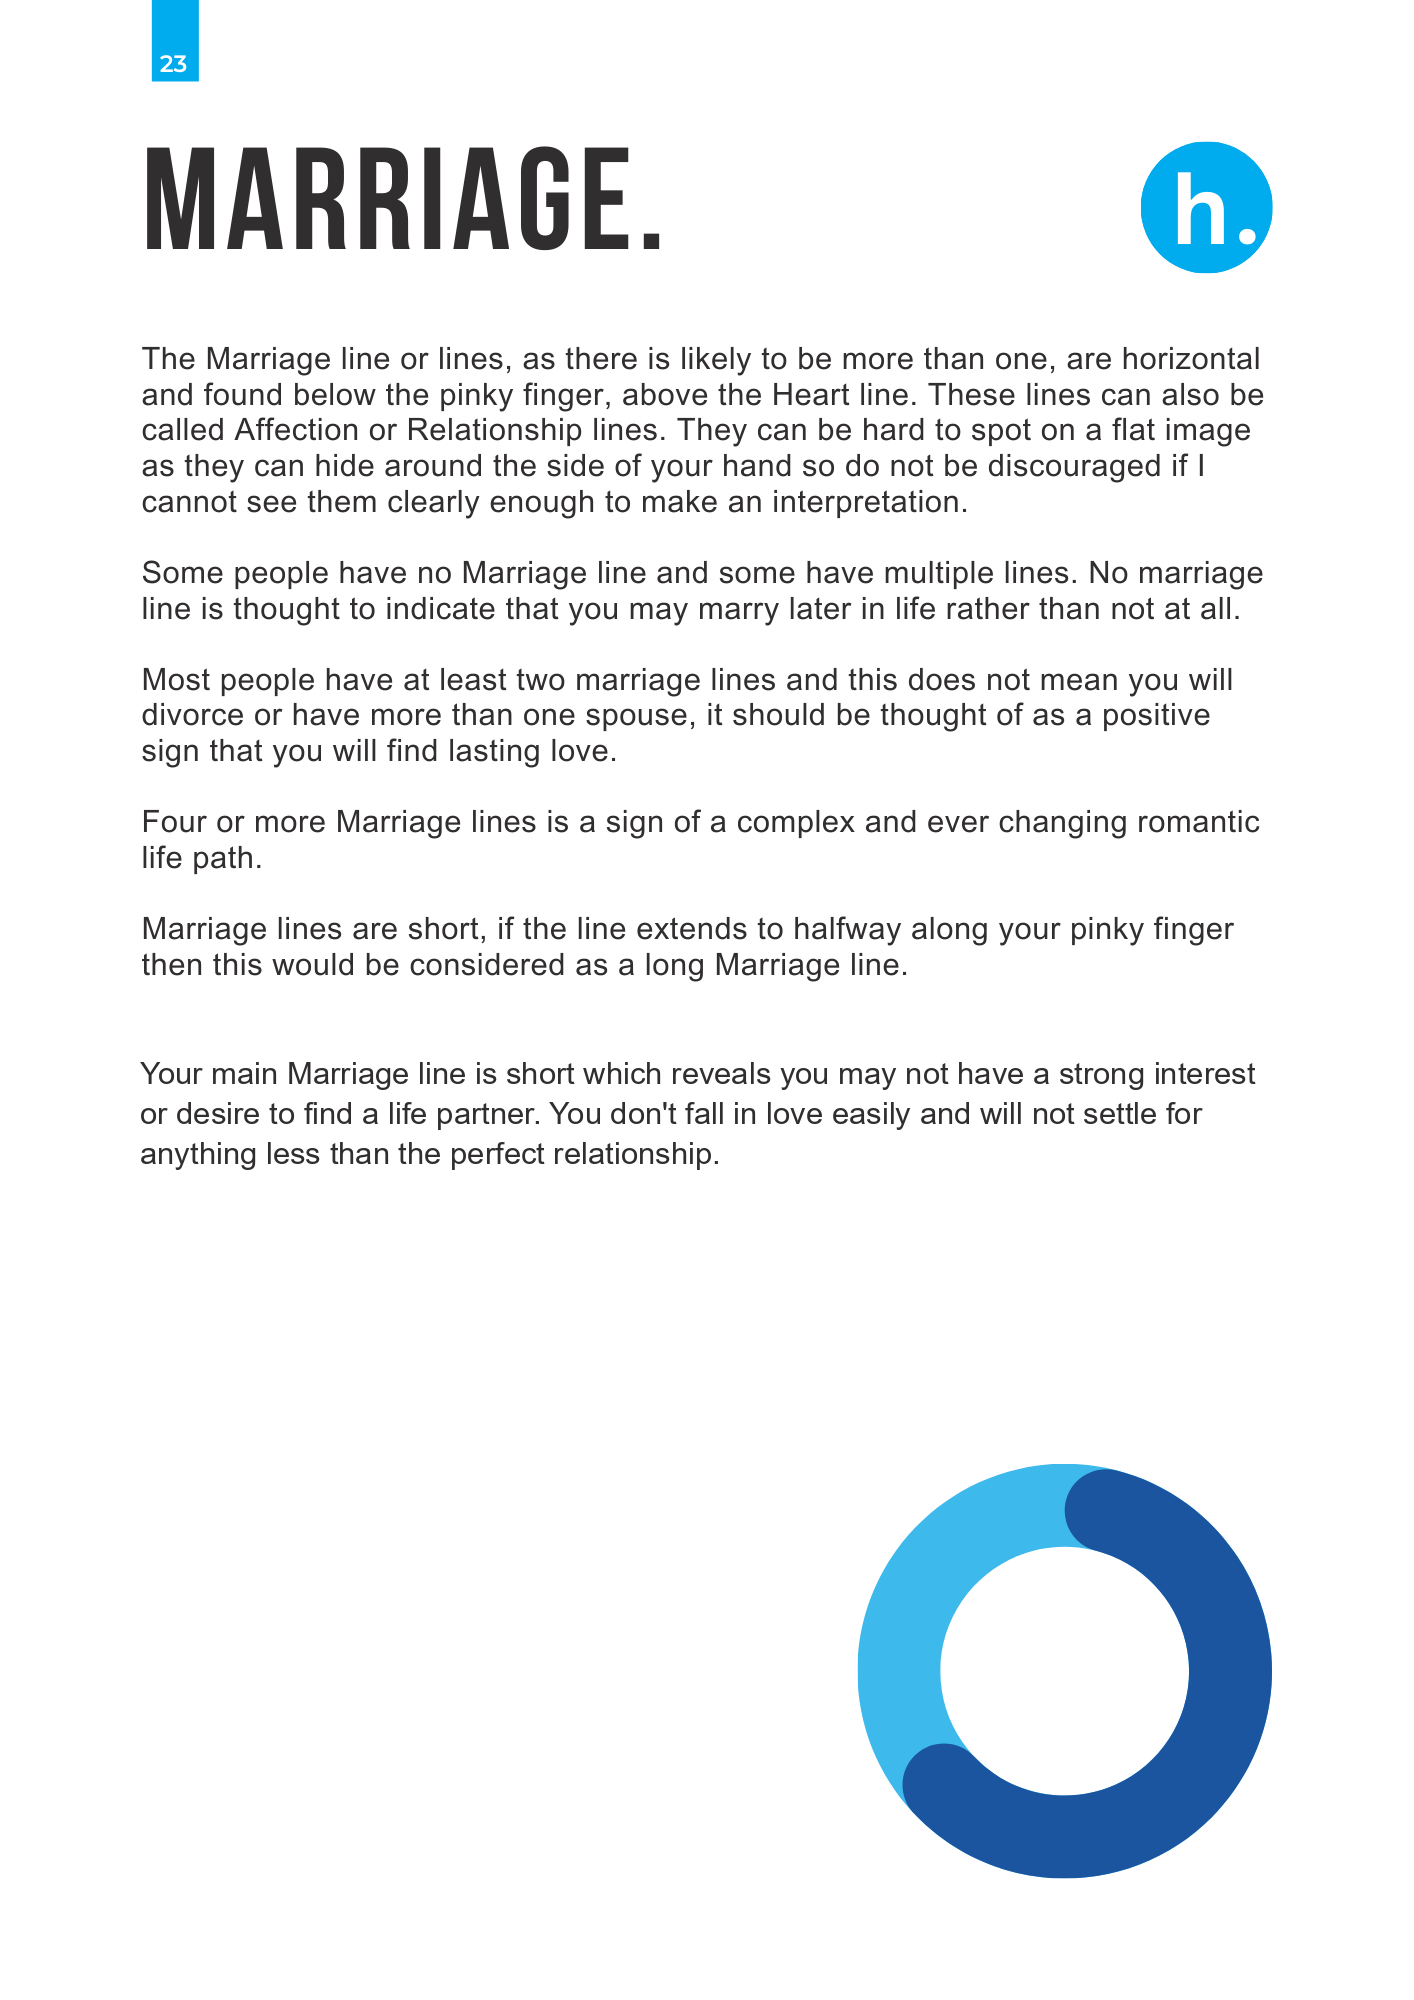 23
MARRIAGE.
h.
The Marriage line or lines, as there is likely to be more than one, are horizontal
and found below the pinky finger, above the Heart line. These lines can also be
called Affection or Relationship lines. They can be hard to spot on a flat image
as they can hide around the side of your hand so do not be discouraged if I
cannot see them clearly enough to make an interpretation.
Some people have no Marriage line and some have multiple lines. No marriage
line is thought to indicate that you may marry later in life rather than not at all.
Most people have at least two marriage lines and this does not mean you will
divorce or have more than one spouse, it should be thought of as a positive
sign that you will find lasting love.
Four or more Marriage lines is a sign of a complex and ever changing romantic
life path.
Marriage lines are short, if the line extends to halfway along your pinky finger
then this would be considered as a long Marriage line.
Your main Marriage line is short which reveals you may not have a strong interest
or desire to find a life partner. You don't fall in love easily and will not settle for
anything less than the perfect relationship.